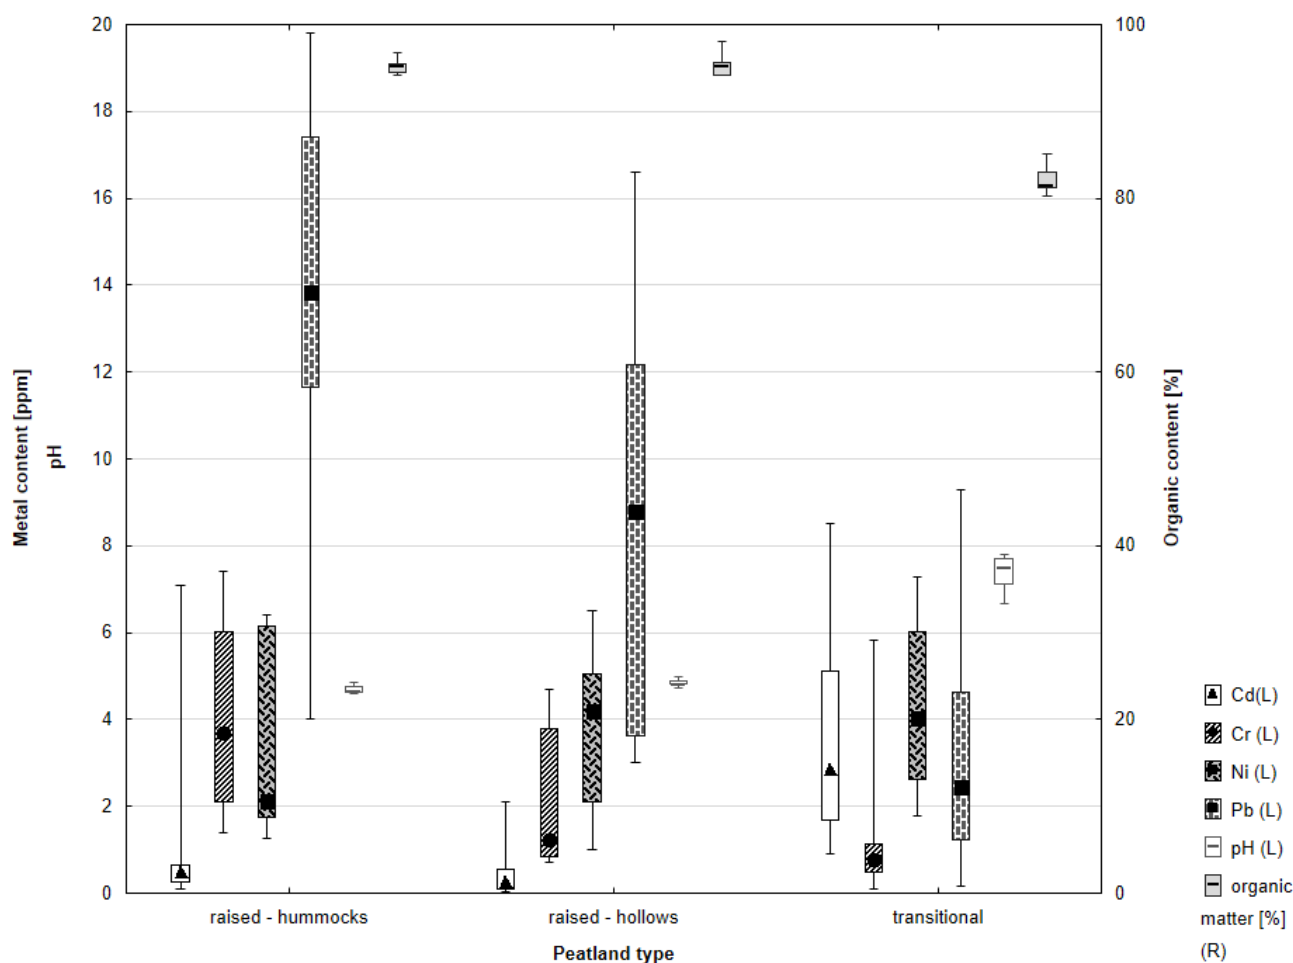 20
18
16
14
12
10
8
6
4
2
0
Metal content [ppm]
pH
100
80
60
40
20
0
Organic content [%]
raised - hummocks
raised - hollows
transitional
Peatland type
Cd(L)
Cr (L)
Ni (L)
Pb (L)
pH (L)
organic
matter [%]
(R)